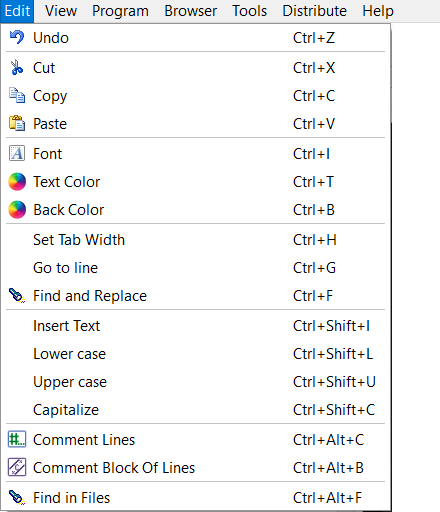 Edit View Program Browser Tools Distribute Help
Undo Ctrl+Z
Cut Ctrl+X
Copy Ctrl+C
Paste Ctrl+V
Font Ctrl+I
Text Color Ctrl+T
Back Color Ctrl+B
Set Tab Width Ctrl+H
Go to line Ctrl+G
Find and Replace Ctrl+F
Insert Text Ctrl+Shift+I
Lower case Ctrl+Shift+L
Upper case Ctrl+Shift+U
Capitalize Ctrl+Shift+C
Comment Lines Ctrl+Alt+C
Comment Block Of Lines Ctrl+Alt+B
Find in Files Ctrl+Alt+F